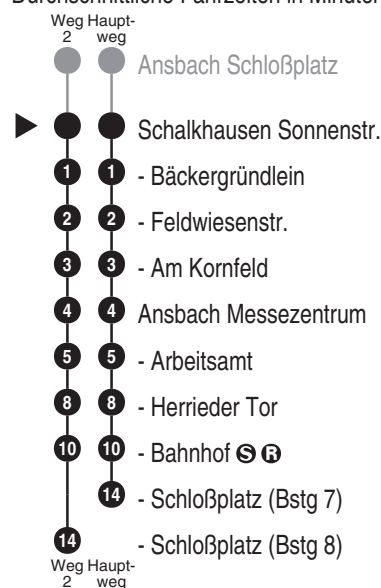 Durchschnittliche Fahrzeiten in Minuten
Weg Haupt-
2 weg
Ansbach Schloßplatz
Schalkhausen Sonnenstr.
1 1 - Bäckergründlein
2 2 - Feldwiesenstr.
3 3 - Am Kornfeld
4 4 Ansbach Messezentrum
5 5 - Arbeitsamt
8 8 - Herrieder Tor
10 10 - Bahnhof S R
14 - Schloßplatz (Bstg 7)
14 - Schloßplatz (Bstg 8)
Weg Haupt-
2 weg